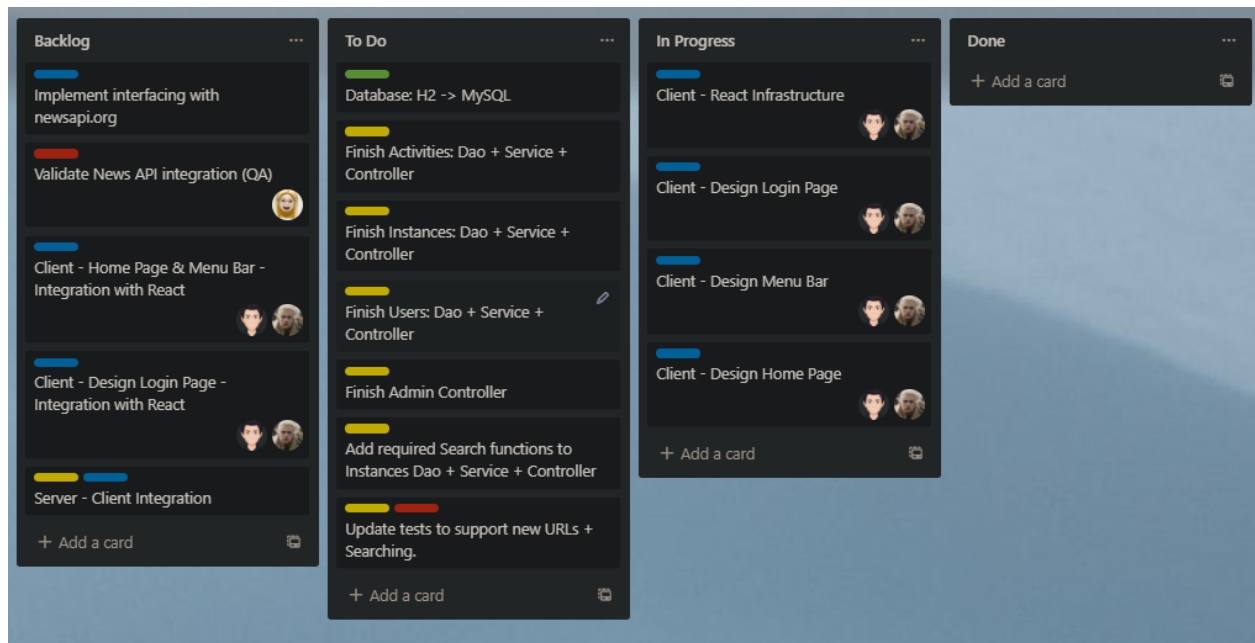 Backlog
Implement interfacing with
newsapi.org
Validate News API integration (QA)
Client - Home Page & Menu Bar -
Integration with React
Client - Design Login Page -
Integration with React
Server - Client Integration
+ Add a card
To Do
Database: H2 -> MySQL
Finish Activities: Dao + Service +
Controller
Finish Instances: Dao + Service +
Controller
Finish Users: Dao + Service +
Controller
Finish Admin Controller
Add required Search functions to
Instances Dao + Service + Controller
Update tests to support new URLs +
Searching.
+ Add a card
In Progress
Client - React Infrastructure
Client - Design Login Page
Client - Design Menu Bar
Client - Design Home Page
+ Add a card
Done
+ Add a card